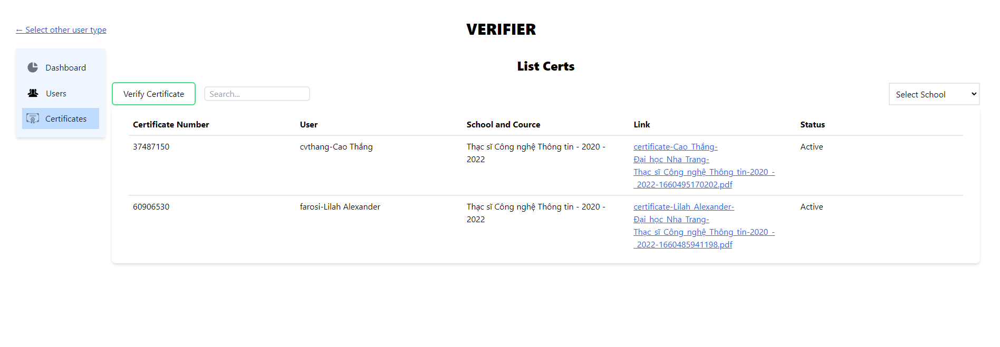 ← Select other user type
VERIFIER
Dashboard
Users
Certificates
List Certs
Verify Certificate
Search...
Select School
Certificate Number User School and Cource Link Status
37487150 cvthang-Cao Thắng Thạc sĩ Công nghệ Thông tin - 2020 - certificate-Cao_Thắng- Active
2022 Đại_học_Nha_Trang-
Thạc_sĩ_Công_nghệ_Thông_tin-2020_-
_2022-1660495170202.pdf
60906530 farosi-Lilah Alexander Thạc sĩ Công nghệ Thông tin - 2020 - certificate-Lilah_Alexander- Active
2022 Đại_học_Nha_Trang-
Thạc_sĩ_Công_nghệ_Thông_tin-2020_-
_2022-1660485941198.pdf